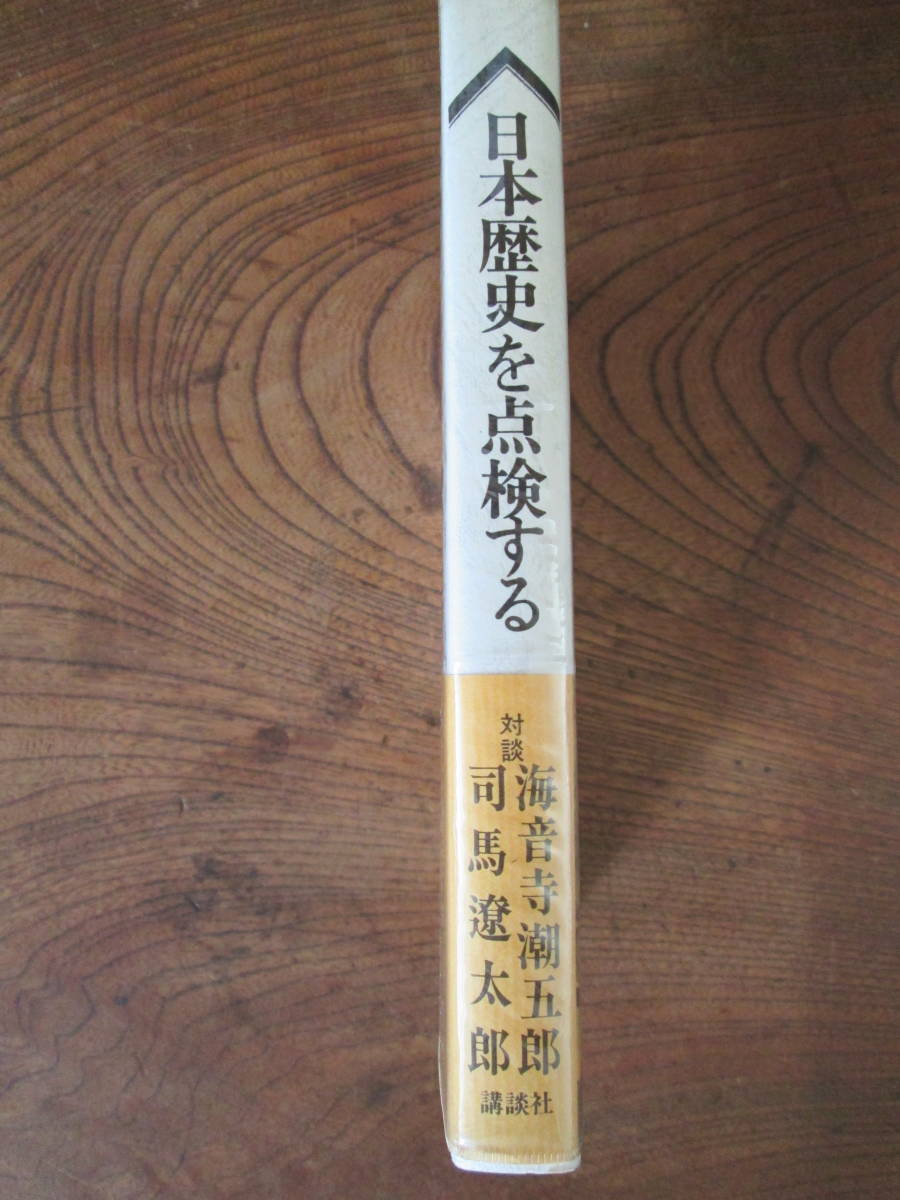 日本歴史を点検する
対談
海音寺潮五郎
司馬遼太郎
講談社